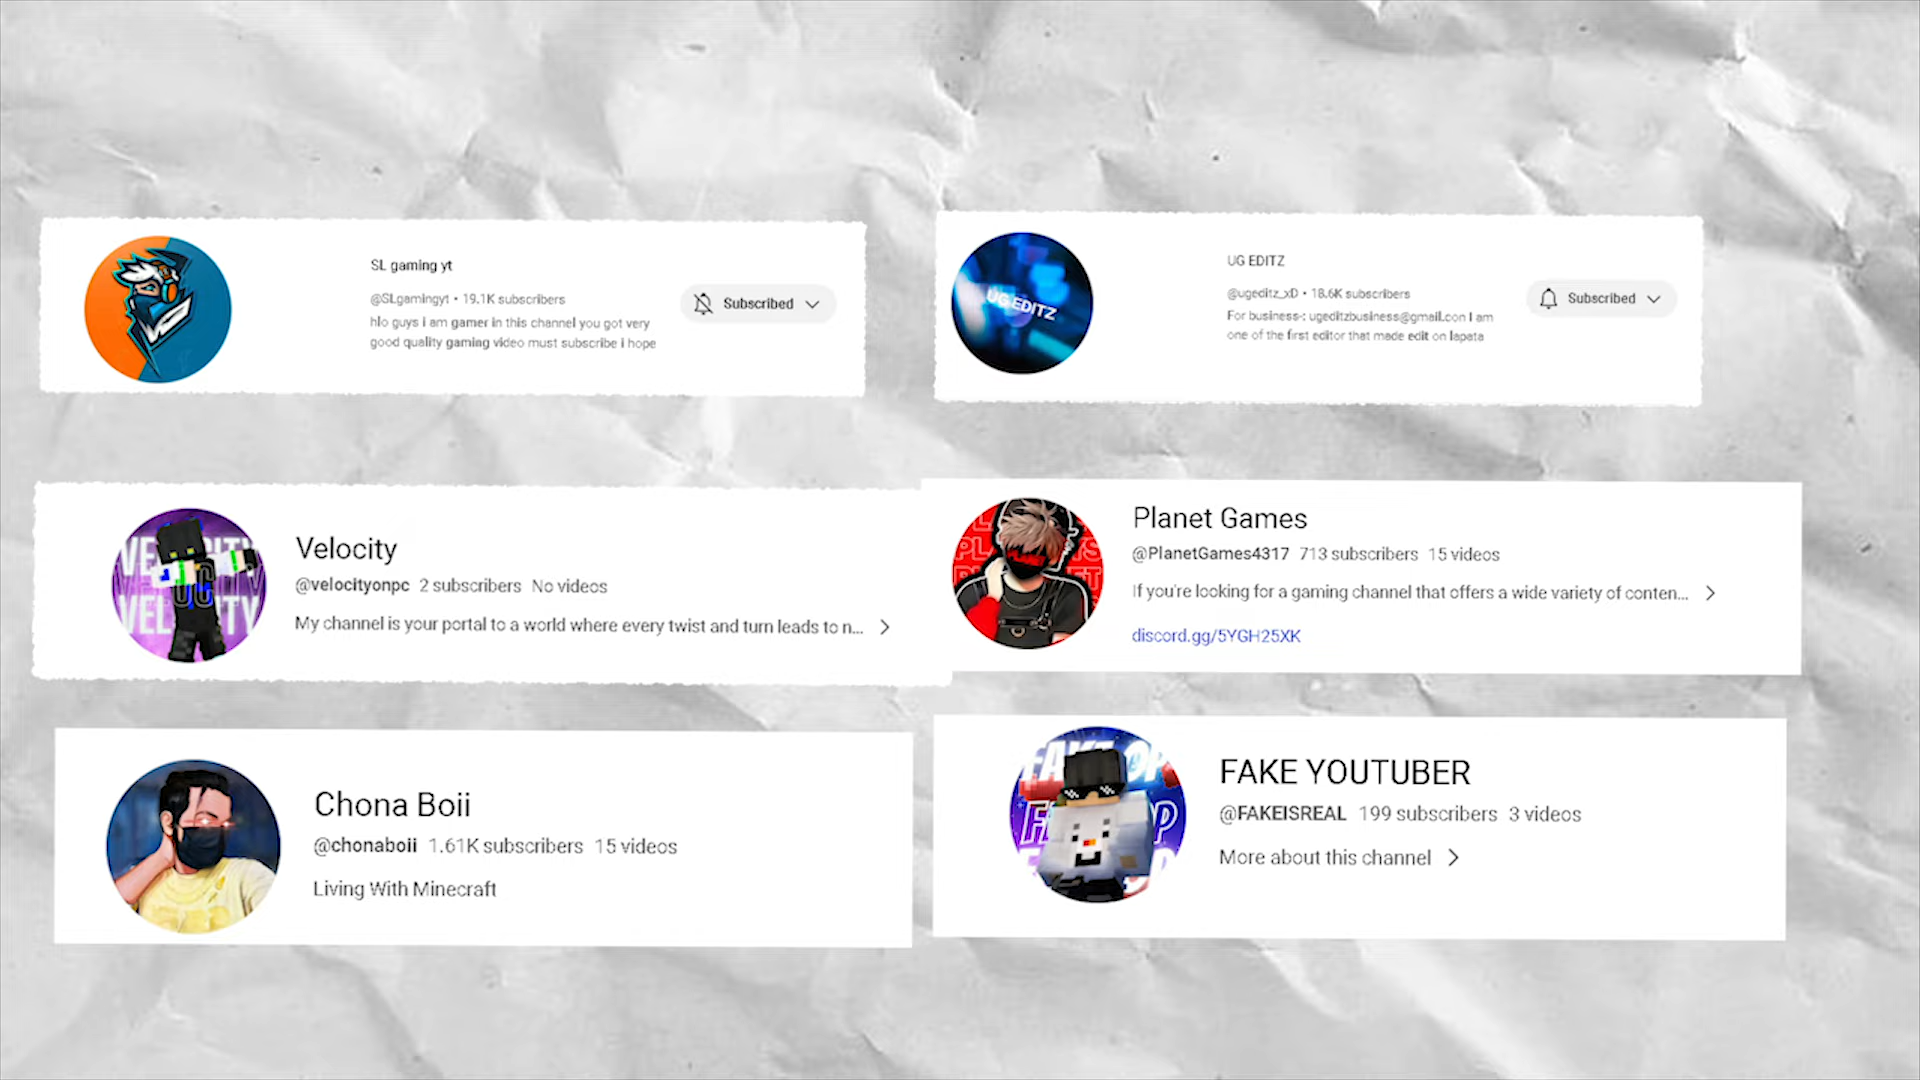 SL gaming yt
@SLgamingyt • 19.1K subscribers
hlo guys i am gamer in this channel you got very
good quality gaming video must subscribe i hope
Subscribed
UG EDITZ
UG EDITZ
@ugeditz_xD • 18.6K subscribers
For business-: ugeditzbusiness@gmail.con I am
one of the first editor that made edit on lapata
Subscribed
Velocity
@velocityonpc 2 subscribers No videos
My channel is your portal to a world where every twist and turn leads to n...
Planet Games
@PlanetGames4317 713 subscribers 15 videos
If you're looking for a gaming channel that offers a wide variety of conten...
discord.gg/5YGH25XK
Chona Boii
@chonaboii 1.61K subscribers 15 videos
Living With Minecraft
FAKE YOUTUBER
@FAKEISREAL 199 subscribers 3 videos
More about this channel